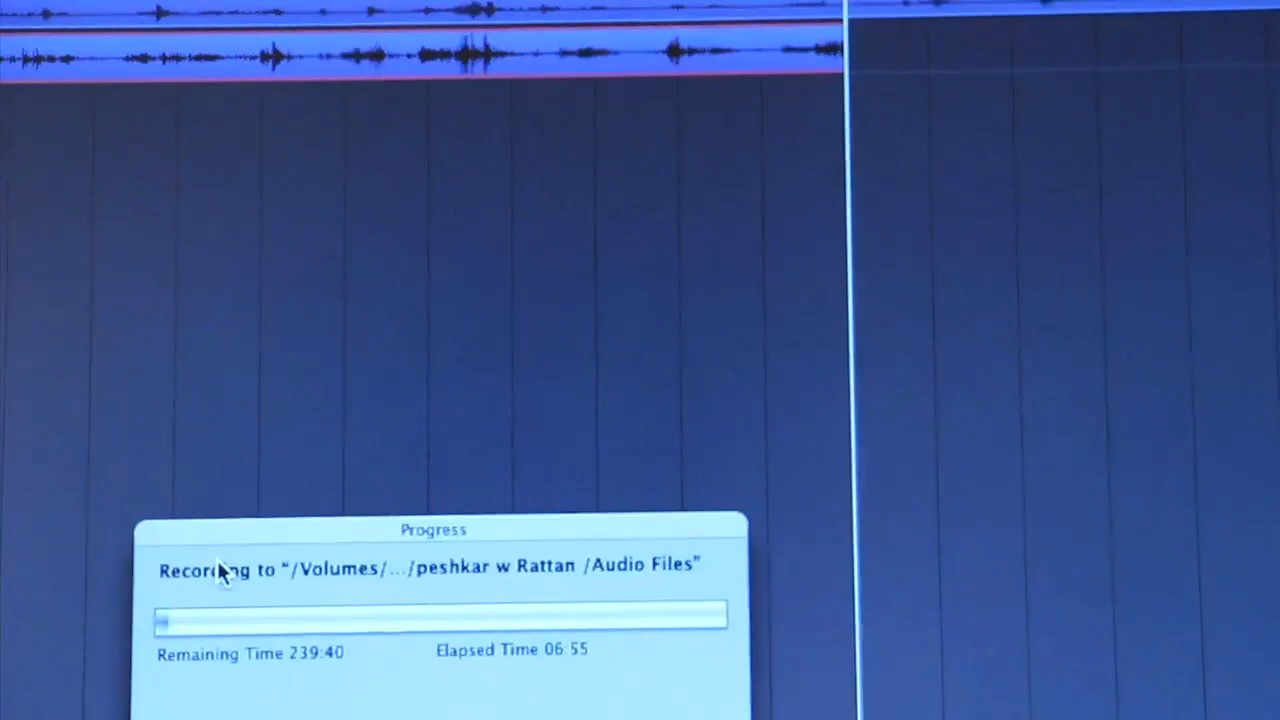 Progress
Recording to “/Volumes/.../peshkar w Rattan /Audio Files”
Remaining Time 239:40 Elapsed Time 06:55